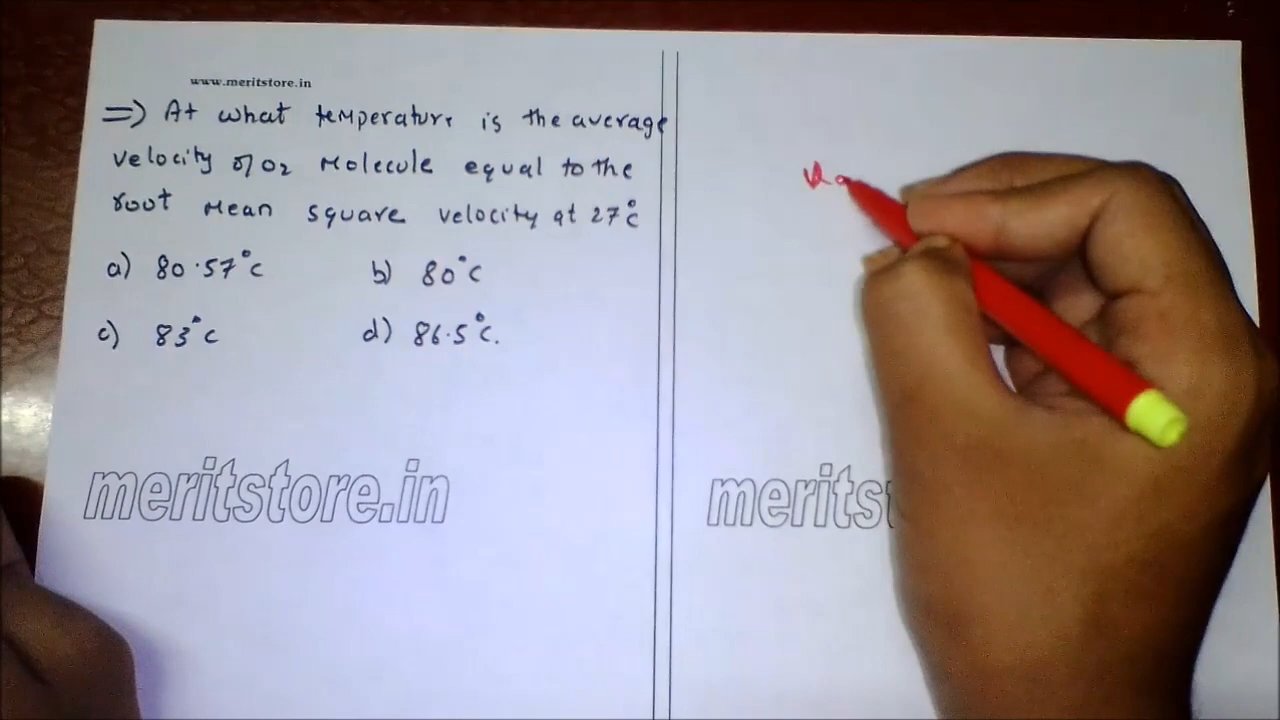 www.meritstore.in
=> At what temperature is the average
velocity of O2 Molecule equal to the
root mean square velocity at 27°c
a) 80.57°c b) 80°c
c) 83°c d) 86.5°c.
meritstore.in